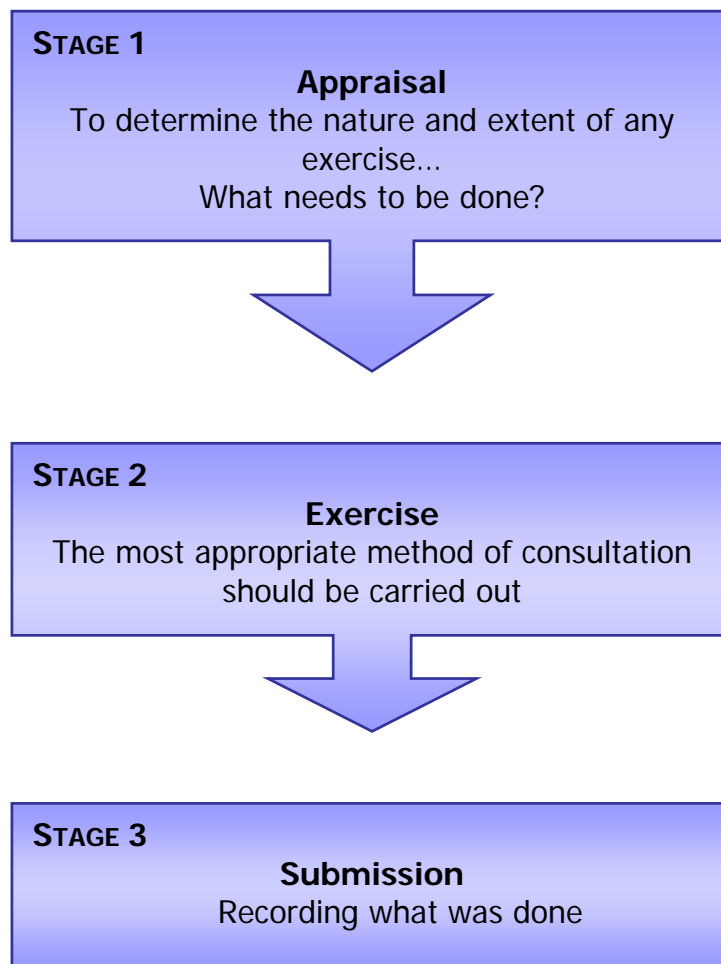 STAGE 1
Appraisal
To determine the nature and extent of any
exercise...
What needs to be done?
STAGE 2
Exercise
The most appropriate method of consultation
should be carried out
STAGE 3
Submission
Recording what was done